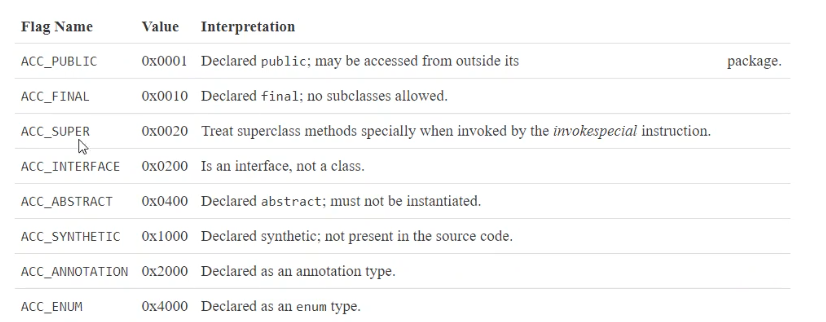 Flag Name Value Interpretation
ACC_PUBLIC 0x0001 Declared public; may be accessed from outside its package.
ACC_FINAL 0x0010 Declared final; no subclasses allowed.
ACC_SUPER 0x0020 Treat superclass methods specially when invoked by the invokespecial instruction.
ACC_INTERFACE 0x0200 Is an interface, not a class.
ACC_ABSTRACT 0x0400 Declared abstract; must not be instantiated.
ACC_SYNTHETIC 0x1000 Declared synthetic; not present in the source code.
ACC_ANNOTATION 0x2000 Declared as an annotation type.
ACC_ENUM 0x4000 Declared as an enum type.